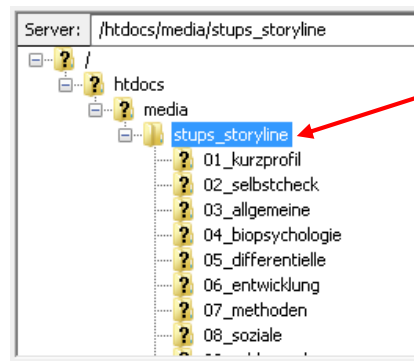 Server: /htdocs/media/stups_storyline
/
htdocs
media
stups_storyline
01_kurzprofil
02_selbstcheck
03_allgemeine
04_biopsychologie
05_differentielle
06_entwicklung
07_methoden
08_soziale